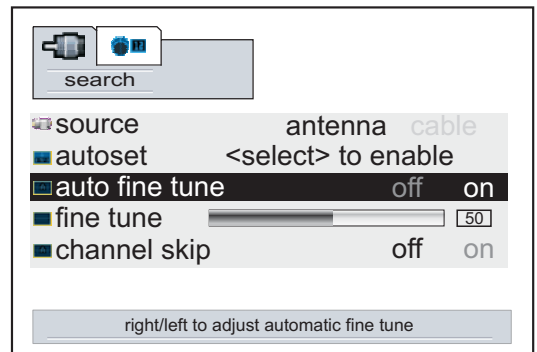 search
source antenna cable
autoset <select> to enable
auto fine tune off on
fine tune 50
channel skip off on
right/left to adjust automatic fine tune